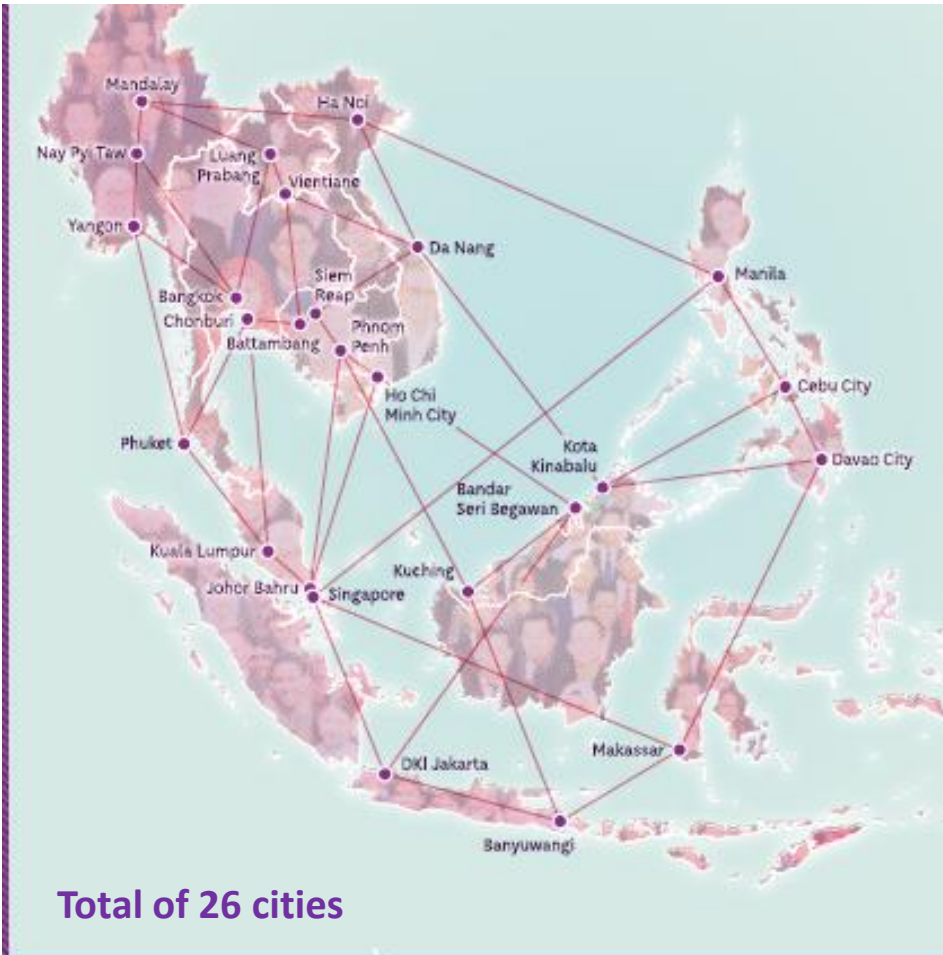 Mandalay
Ha Noi
Nay Pyi Taw
Luang
Prabang
Vientiane
Yangon
Da Nang
Manila
Siem
Reap
Bangkok
Chonburi
Battambang
Phnom
Penh
Cebu City
Ho Chi
Minh City
Phuket
Kota
Kinabalu
Davao City
Bandar
Seri Begawan
Kuala Lumpur
Kuching
Johor Bahru
Singapore
Makassar
DKI Jakarta
Banyuwangi
Total of 26 cities